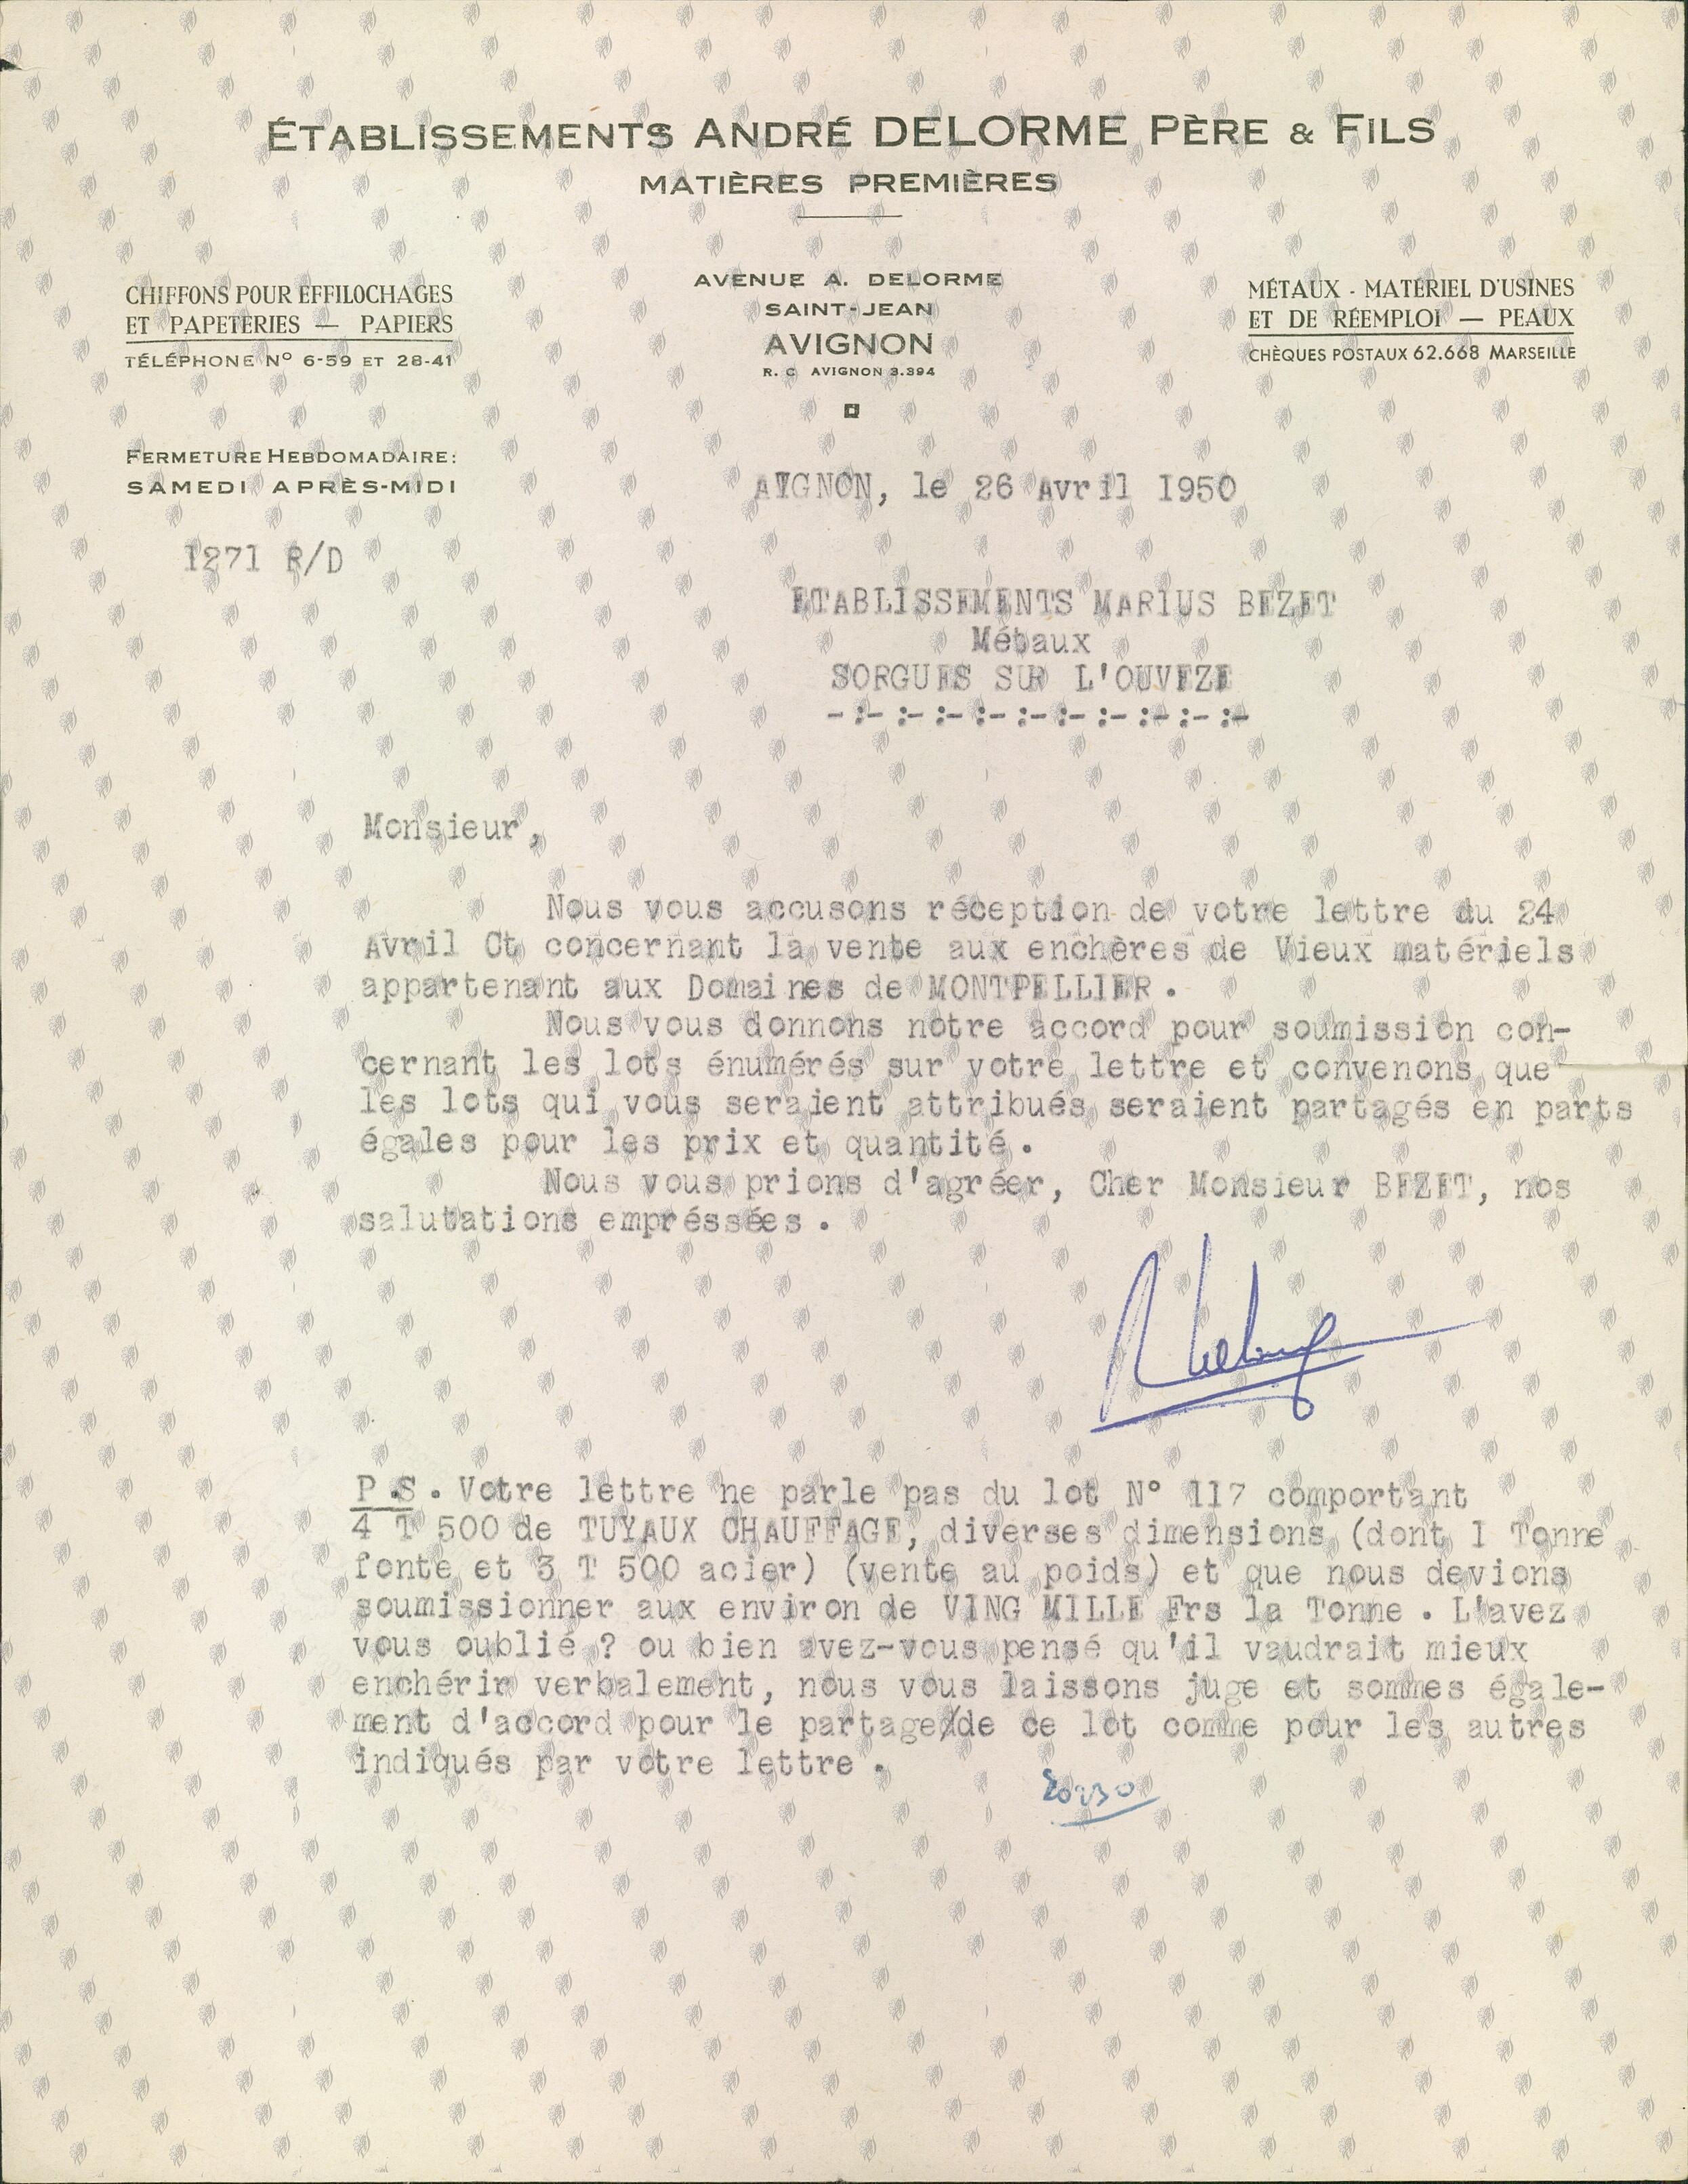 ÉTABLISSEMENTS ANDRÉ DELORME PÈRE & FILS
MATIÈRES PREMIÈRES
CHIFFONS POUR EFFILOCHAGES
ET PAPETERIES — PAPIERS
TÉLÉPHONE N° 6-59 ET 28-41
AVENUE A. DELORME
SAINT-JEAN
AVIGNON
R. C AVIGNON 3.394
MÉTAUX - MATÉRIEL D'USINES
ET DE RÉEMPLOI — PEAUX
CHÈQUES POSTAUX 62.668 MARSEILLE
FERMETURE HEBDOMADAIRE:
SAMEDI APRÈS-MIDI
AIGNON, le 26 Avril 1950
1271 R/D
ETABLISSEMENTS MARIUS BEZET
Métaux
SORGUES SUR L'OUVEZE
-:-:-:-:-:-:-:-:-:-:-
Monsieur,
Nous vous accusons réception de votre lettre du 24
Avril Ct concernant la vente aux enchères de Vieux matériels
appartenant aux Domaines de MONTPELLIER.
Nous vous donnons notre accord pour soumission con-
cernant les lots énumérés sur votre lettre et convenons que
les lots qui vous seraient attribués seraient partagés en parts
égales pour les prix et quantité.
Nous vous prions d'agréer, Cher Monsieur BEZET, nos
salutations empréssées.
P.S. Votre lettre ne parle pas du lot N° 117 comportant
4 T 500 de TUYAUX CHAUFFAGE, diverses dimensions (dont 1 Tonne
fonte et 3 T 500 acier) (vente au poids) et que nous devions
soumissionner aux environ de VING MILLE Frs la Tonne. L'avez
vous oublié ? ou bien avez-vous pensé qu'il vaudrait mieux
enchérir verbalement, nous vous laissons juge et sommes égale-
ment d'accord pour le partage/de ce lot comme pour les autres
indiqués par votre lettre.